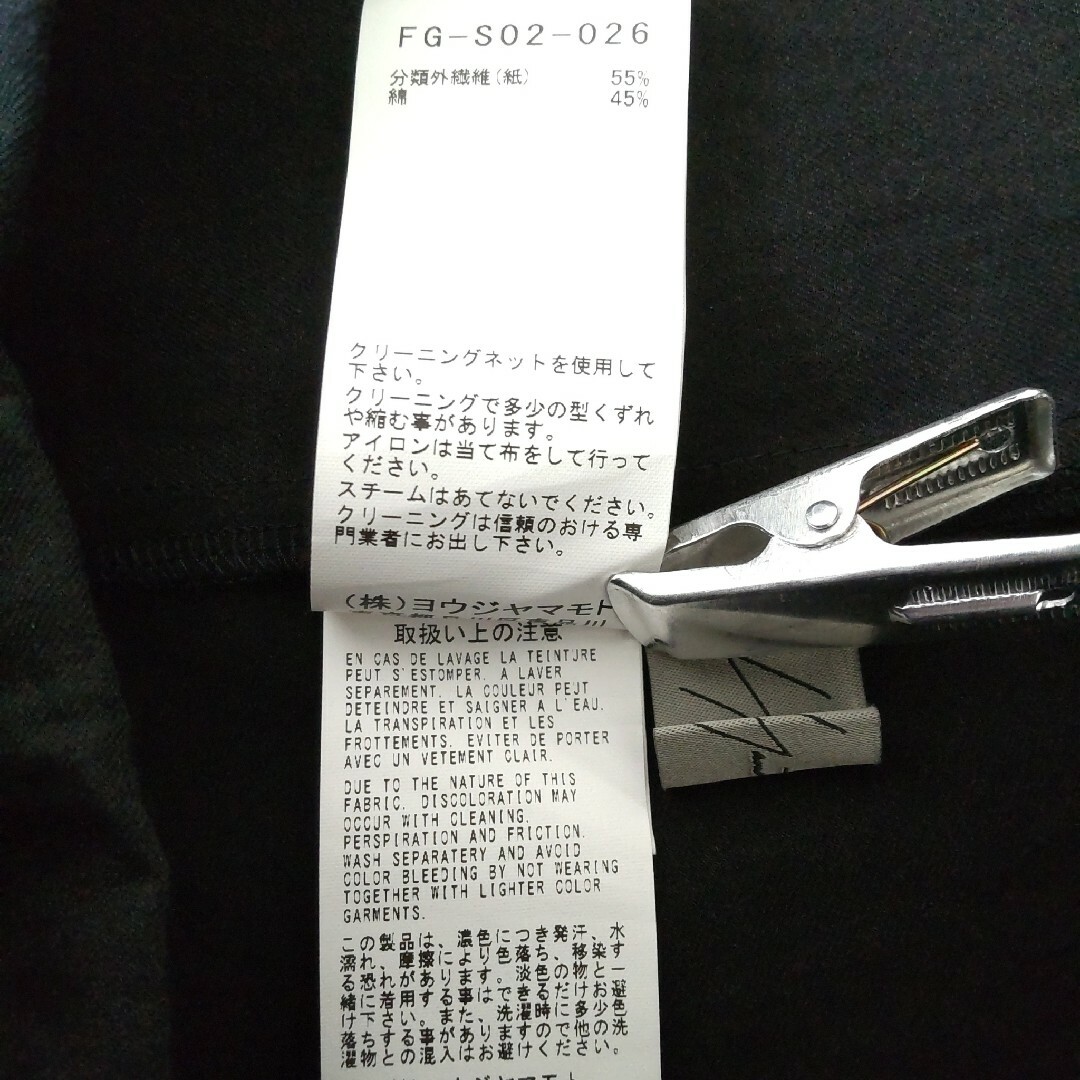 FG-S02-026
分類外繊維(紙) 55%
綿 45%
クリーニングネットを使用して
下さい。
クリーニングで多少の型くずれ
や縮む事があります。
アイロンは当て布をして行って
ください。
スチームはあてないでください。
クリーニングは信頼のおける専
門業者にお出し下さい。
(株)ヨウジヤマモト
取扱い上の注意
EN CAS DE LAVAGE LA TEINTURE
PEUT S'ESTOMPER. A LAVER
SEPAREMENT. LA COULEUR PEUT
DETEINDRE ET SAIGNER A L'EAU.
LA TRANSPIRATION ET LES
FROTTEMENTS. EVITER DE PORTER
AVEC UN VETEMENT CLAIR.
DUE TO THE NATURE OF THIS
FABRIC. DISCOLORATION MAY
OCCUR WITH CLEANING.
PERSPIRATION AND FRICTION.
WASH SEPARATERY AND AVOID
COLOR BLEEDING BY NOT WEARING
TOGETHER WITH LIGHTER COLOR
GARMENTS.
この製品は、濃色につき発汗、水
濡れ、摩擦により色落ち、移染す
る恐れがあります。淡色の物と一
緒に着用する事はできるだけお避
け下さい。また、洗濯時に多少色
落ちする事がありますので他の洗
濯物との混入はお避けください。